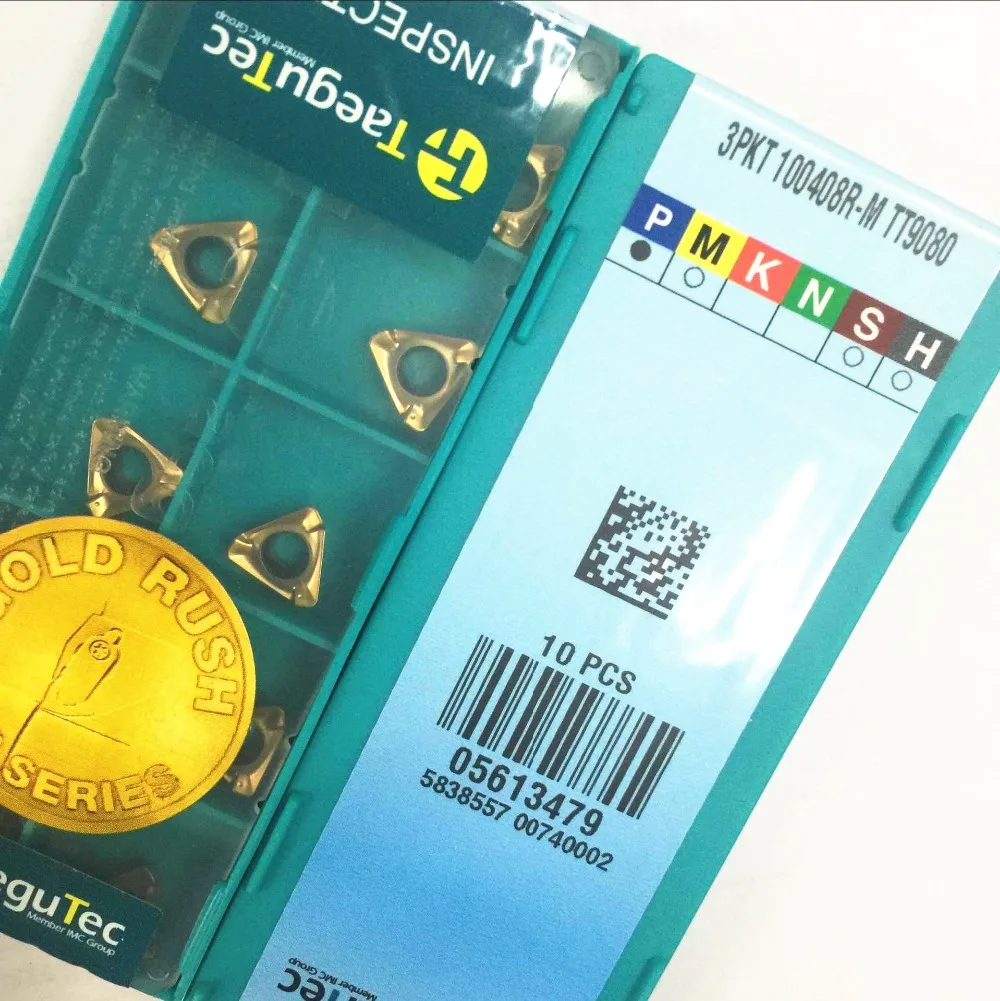 INSPECT
TaeguTec
Member IMC Group
GOLD RUSH
SERIES
eguTec
Member IMC Group
3PKT 100408R-M TT9080
P M K N S H
10 PCS
05613479
5838557 00740002
Tec
Member IMC Group